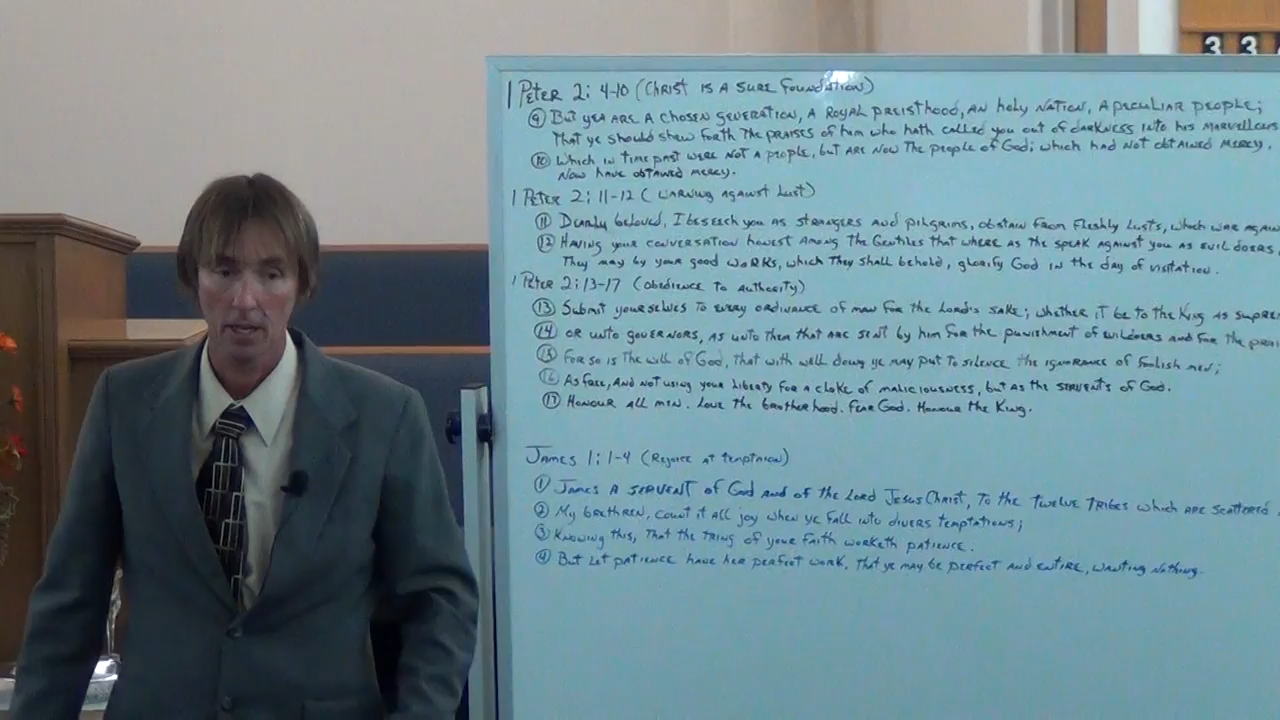 3 3
1 Peter 2: 4-10 (Christ is a sure Foundation)
9 But yea are a chosen generation, a royal preisthood, an holy nation, a peculiar people;
That ye should shew forth the praises of him who hath called you out of darkness into his marvellous
10 Which in time past were not a people, but are now the people of God; which had not obtained mercy,
now have obtained mercy.
1 Peter 2: 11-12 (Warning against Lust)
11 Dearly beloved, I beseech you as strangers and pilgrims, abstain from fleshly lusts, which war again
12 Having your conversation honest among the Gentiles that where as the speak against you as evil doers,
They may by your good works, which they shall behold, glorify God in the day of visitation.
1 Peter 2:13-17 (Obedience to authority)
13 Submit yourselves to every ordinance of man for the Lord's sake; whether it be to the King as supre
14 or unto governors, as unto them that are sent by him for the punishment of evildoers and for the prai
15 For so is the will of God, that with well doing ye may put to silence the ignorance of foolish men;
16 As free, and not using your liberty for a cloke of maliciousness, but as the servents of God.
17 Honour all men. Love the brotherhood. Fear God. Honour the King.
James 1: 1-4 (Rejoice at temptaion)
1 James a servent of God and of the Lord Jesus Christ, to the twelve tribes which are scattered
2 My brethren, count it all joy when ye fall into divers temptations;
3 Knowing this, that the tring of your faith worketh patience.
4 But let patience have her perfect work, that ye may be perfect and entire, wanting nothing.